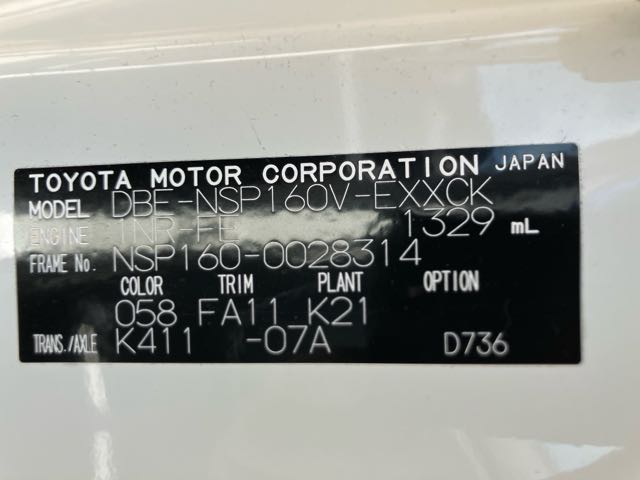 TOYOTA MOTOR CORPORATION JAPAN
MODEL DBE-NSP160V-EXXCK
ENGINE 1NR-FE 1329 mL
FRAME No. NSP160-0028314
COLOR TRIM PLANT OPTION
058 FA11 K21
TRANS./AXLE K411 -07A D736